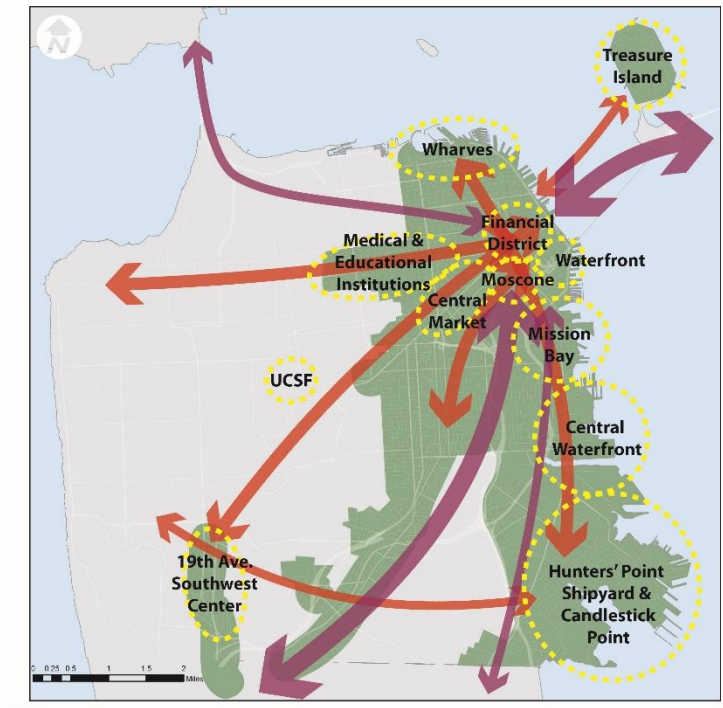 N
Treasure
Island
Wharves
Financial
District
Medical &
Educational
Institutions
Waterfront
Moscone
Central
Market
Mission
Bay
UCSF
Central
Waterfront
19th Ave.
Southwest
Center
Hunters' Point
Shipyard &
Candlestick
Point
0 0.25 0.5 1 1.5 2
Miles